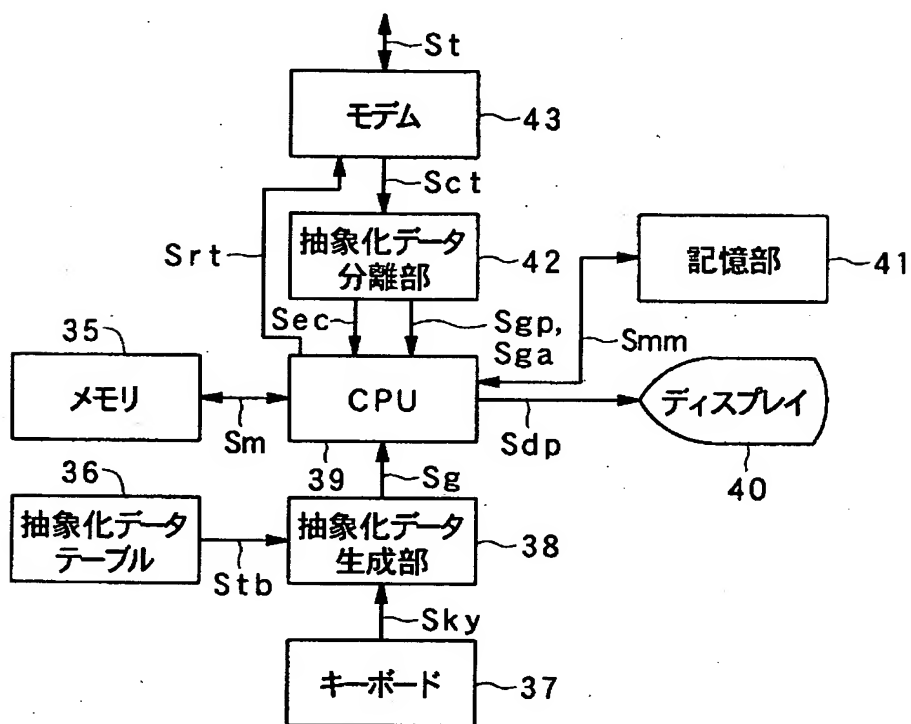 St
モデム
43
Sct
Srt
抽象化データ
分離部
42
記憶部
41
Sec
Sgp,
Sga
Smm
35
メモリ
Sm
CPU
39
ディスプレイ
Sdp
40
Sg
36
抽象化データ
テーブル
Stb
抽象化データ
生成部
38
Sky
キーボード
37